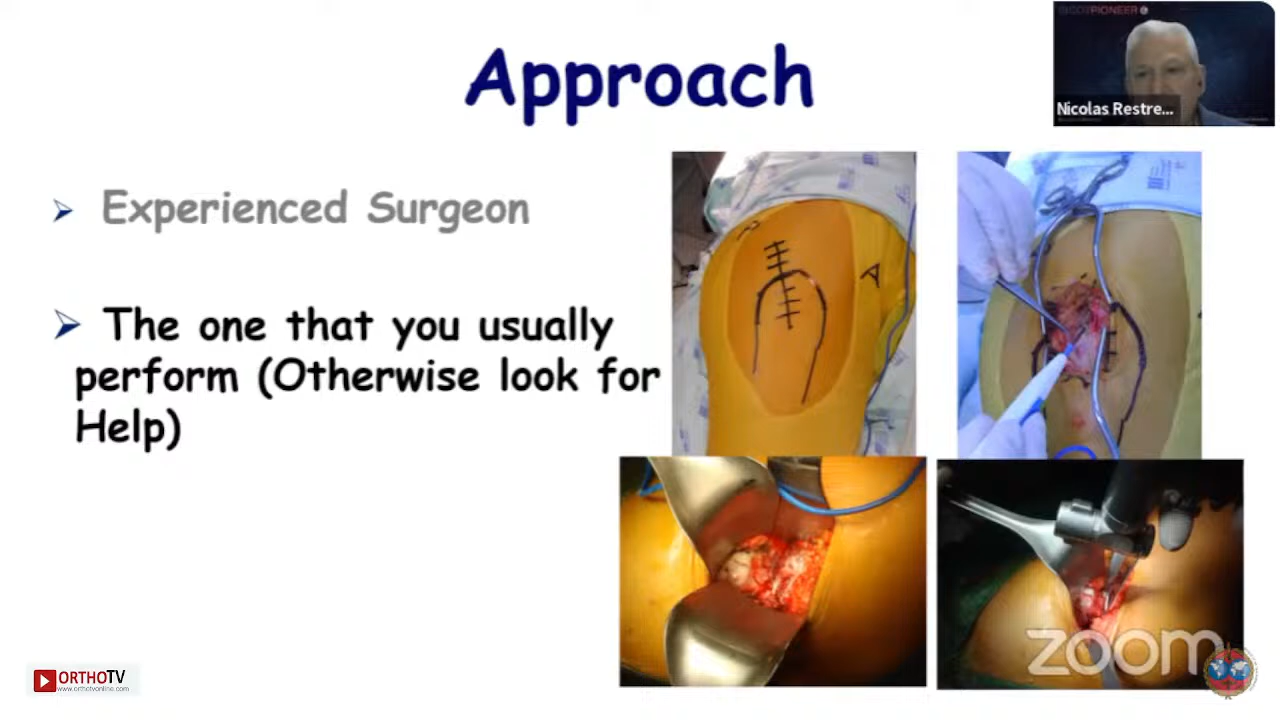 Approach
Nicolas Restre...
Experienced Surgeon
The one that you usually
perform (Otherwise look for
Help)
A
ORTHOTV
www.orthotvonline.com
zoom